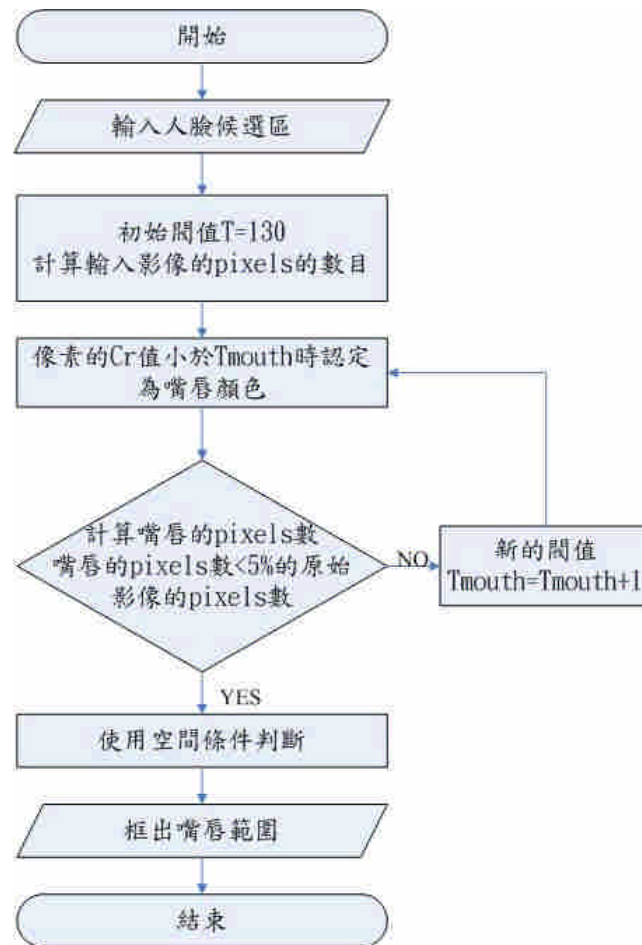 開始
輸入人臉候選區
初始閥值T=130
計算輸入影像的pixels的數目
像素的Cr值小於Tmouth時認定
為嘴唇顏色
計算嘴唇的pixels數
嘴唇的pixels數<5%的原始
影像的pixels數
NO
新的閥值
Tmouth=Tmouth+1
YES
使用空間條件判斷
框出嘴唇範圍
結束